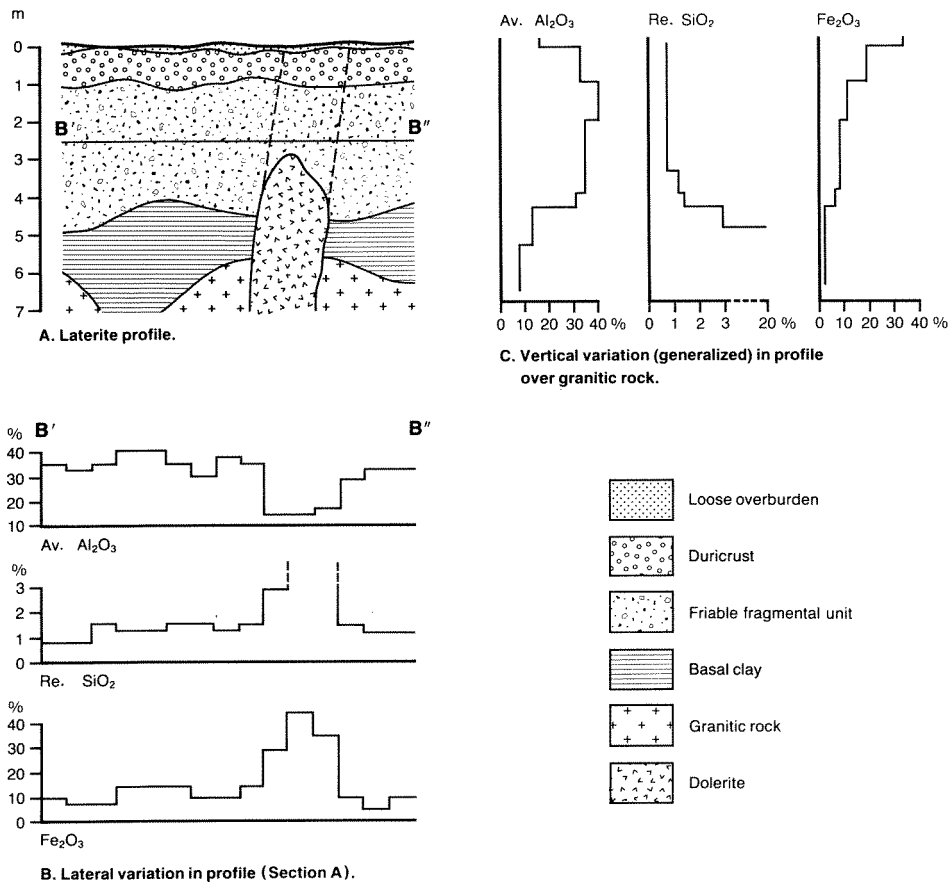 m
0
1
2
3
4
5
6
7
B′
B″
A. Laterite profile.
Av. Al₂O₃
Re. SiO₂
Fe₂O₃
0 10 20 30 40 %
0 1 2 3 20 %
0 10 20 30 40 %
C. Vertical variation (generalized) in profile
over granitic rock.
% B′
B″
40
30
20
10
Av. Al₂O₃
%
3
2
1
0
Re. SiO₂
%
40
30
20
10
0
Fe₂O₃
B. Lateral variation in profile (Section A).
Loose overburden
Duricrust
Friable fragmental unit
Basal clay
Granitic rock
Dolerite